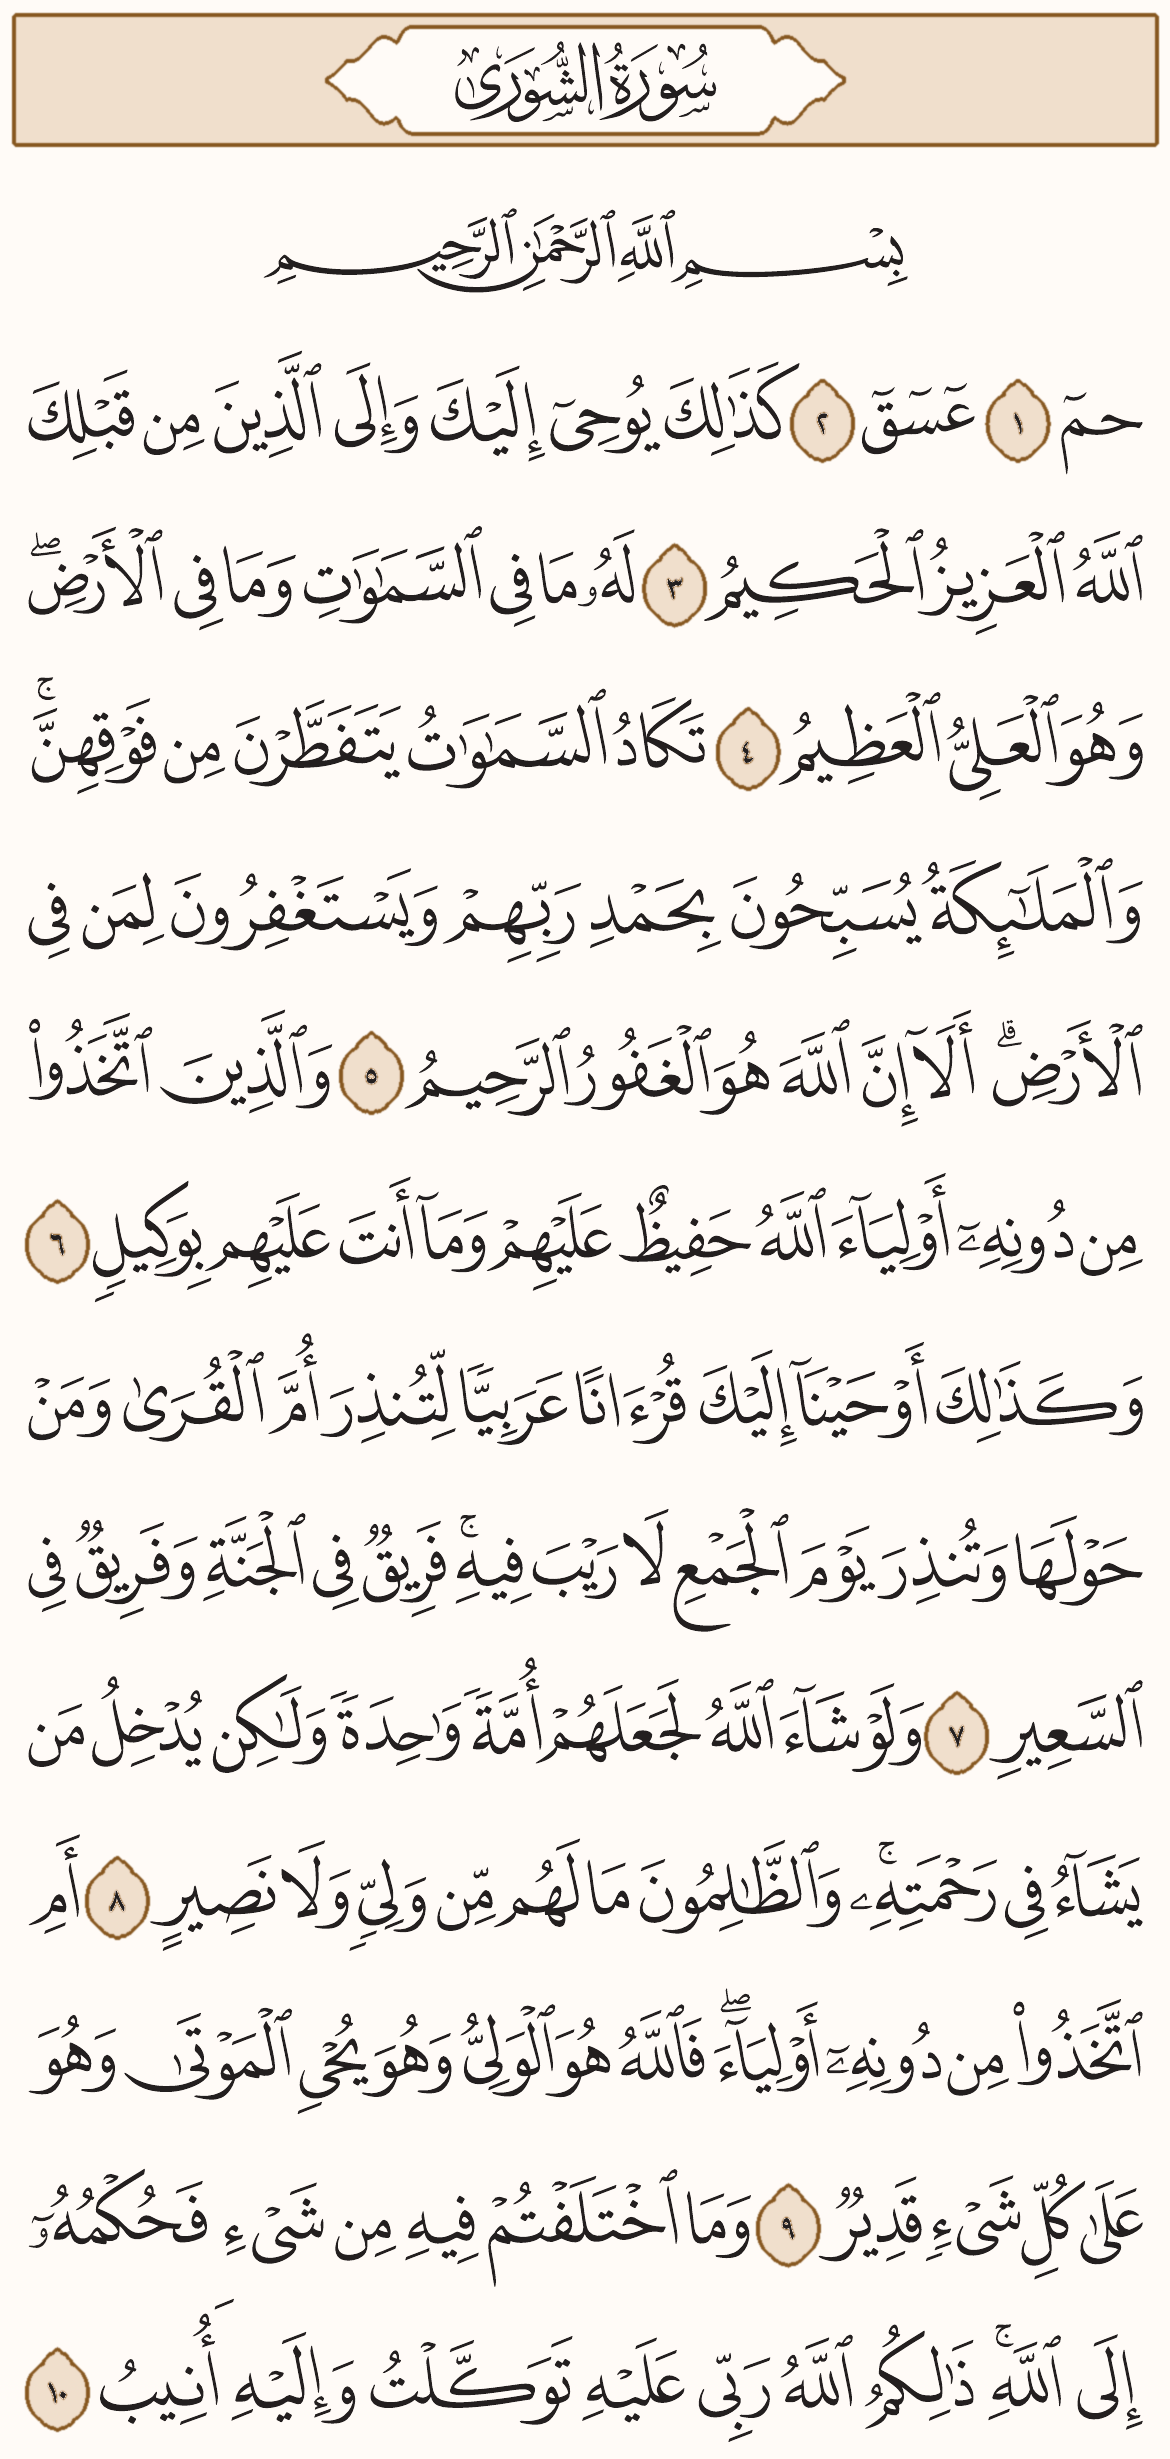 سُورَةُ الشُّورَىٰ
بِسْمِ ٱللَّهِ ٱلرَّحْمَٰنِ ٱلرَّحِيمِ
حمٓ ١ عٓسٓقٓ ٢ كَذَٰلِكَ يُوحِىٓ إِلَيْكَ وَإِلَى ٱلَّذِينَ مِن قَبْلِكَ
ٱللَّهُ ٱلْعَزِيزُ ٱلْحَكِيمُ ٣ لَهُۥ مَا فِى ٱلسَّمَٰوَٰتِ وَمَا فِى ٱلْأَرْضِۖ
وَهُوَ ٱلْعَلِىُّ ٱلْعَظِيمُ ٤ تَكَادُ ٱلسَّمَٰوَٰتُ يَتَفَطَّرْنَ مِن فَوْقِهِنَّۚ
وَٱلْمَلَٰٓئِكَةُ يُسَبِّحُونَ بِحَمْدِ رَبِّهِمْ وَيَسْتَغْفِرُونَ لِمَن فِى
ٱلْأَرْضِۗ أَلَآ إِنَّ ٱللَّهَ هُوَ ٱلْغَفُورُ ٱلرَّحِيمُ ٥ وَٱلَّذِينَ ٱتَّخَذُوا۟
مِن دُونِهِۦٓ أَوْلِيَآءَ ٱللَّهُ حَفِيظٌ عَلَيْهِمْ وَمَآ أَنتَ عَلَيْهِم بِوَكِيلٍ ٦
وَكَذَٰلِكَ أَوْحَيْنَآ إِلَيْكَ قُرْءَانًا عَرَبِيًّا لِّتُنذِرَ أُمَّ ٱلْقُرَىٰ وَمَنْ
حَوْلَهَا وَتُنذِرَ يَوْمَ ٱلْجَمْعِ لَا رَيْبَ فِيهِۚ فَرِيقٌ فِى ٱلْجَنَّةِ وَفَرِيقٌ فِى
ٱلسَّعِيرِ ٧ وَلَوْ شَآءَ ٱللَّهُ لَجَعَلَهُمْ أُمَّةً وَٰحِدَةً وَلَٰكِن يُدْخِلُ مَن
يَشَآءُ فِى رَحْمَتِهِۦۚ وَٱلظَّٰلِمُونَ مَا لَهُم مِّن وَلِىٍّ وَلَا نَصِيرٍ ٨ أَمِ
ٱتَّخَذُوا۟ مِن دُونِهِۦٓ أَوْلِيَآءَۖ فَٱللَّهُ هُوَ ٱلْوَلِىُّ وَهُوَ يُحْىِ ٱلْمَوْتَىٰ وَهُوَ
عَلَىٰ كُلِّ شَىْءٍ قَدِيرٌ ٩ وَمَا ٱخْتَلَفْتُمْ فِيهِ مِن شَىْءٍ فَحُكْمُهُۥٓ
إِلَى ٱللَّهِۚ ذَٰلِكُمُ ٱللَّهُ رَبِّى عَلَيْهِ تَوَكَّلْتُ وَإِلَيْهِ أُنِيبُ ١٠